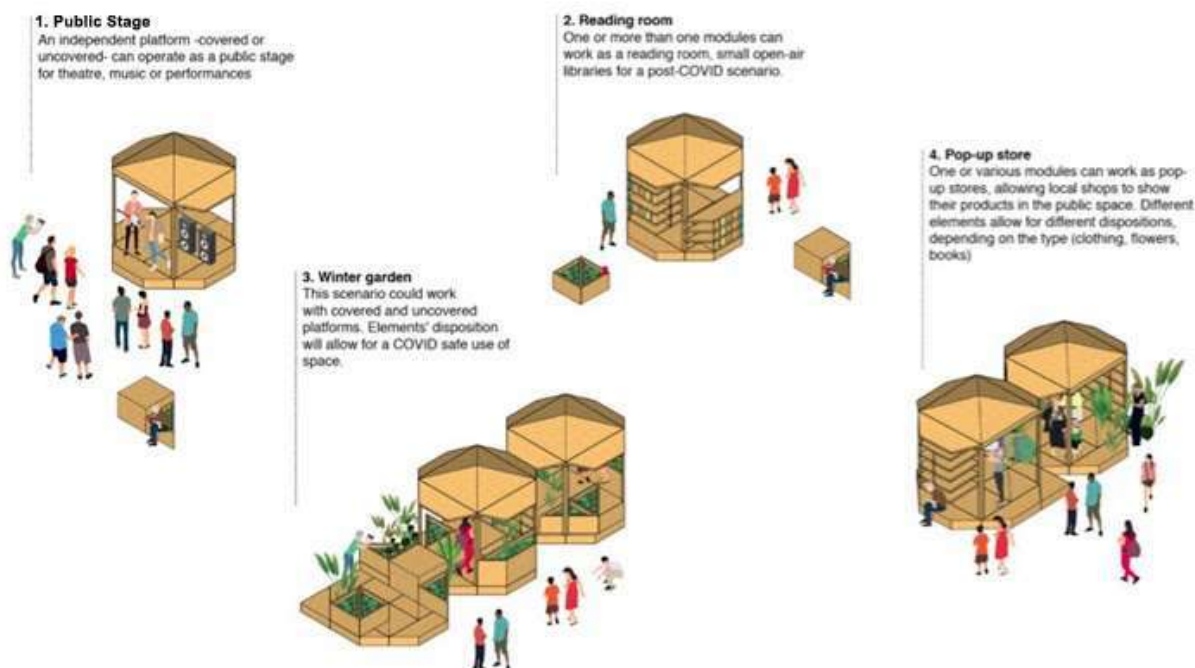 1. Public Stage
An independent platform -covered or
uncovered- can operate as a public stage
for theatre, music or performances
2. Reading room
One or more than one modules can
work as a reading room, small open-air
libraries for a post-COVID scenario.
3. Winter garden
This scenario could work
with covered and uncovered
platforms. Elements' disposition
will allow for a COVID safe use of
space.
4. Pop-up store
One or various modules can work as pop-
up stores, allowing local shops to show
their products in the public space. Different
elements allow for different dispositions,
depending on the type (clothing, flowers,
books)